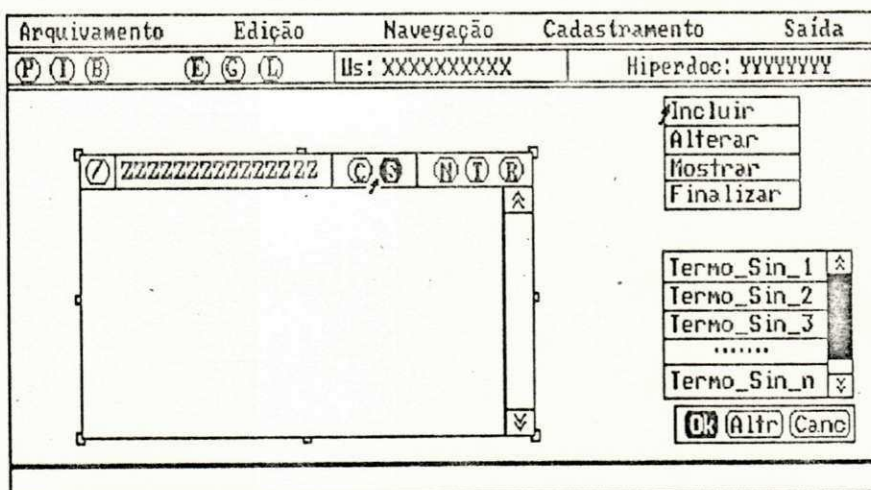 Arquivamento Edição Navegação Cadastramento Saída
P I B E G L Us: XXXXXXXXXX Hiperdoc: YYYYYYYY
Incluir
Alterar
Mostrar
Finalizar
Z ZZZZZZZZZZZZZZZ C S N T R
Termo_Sin_1
Termo_Sin_2
Termo_Sin_3
.......
Termo_Sin_n
OK Altr Canc